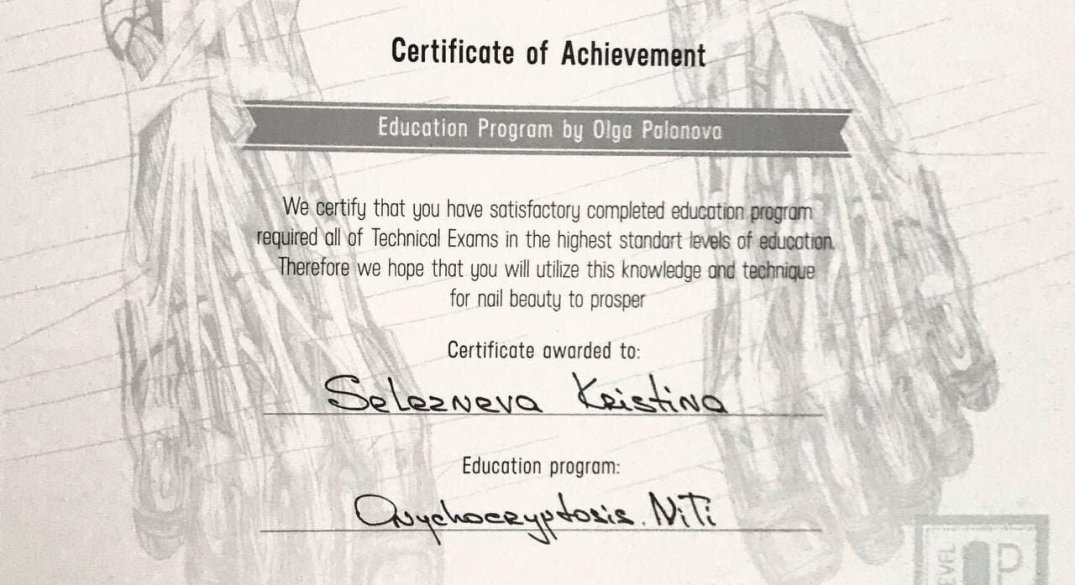 Certificate of Achievement
Education Program by Olga Palonova
We certify that you have satisfactory completed education program
required all of Technical Exams in the highest standart levels of education.
Therefore we hope that you will utilize this knowledge and technique
for nail beauty to prosper
Certificate awarded to:
Selezneva Kristina
Education program:
Onychocryptosis. NiTi